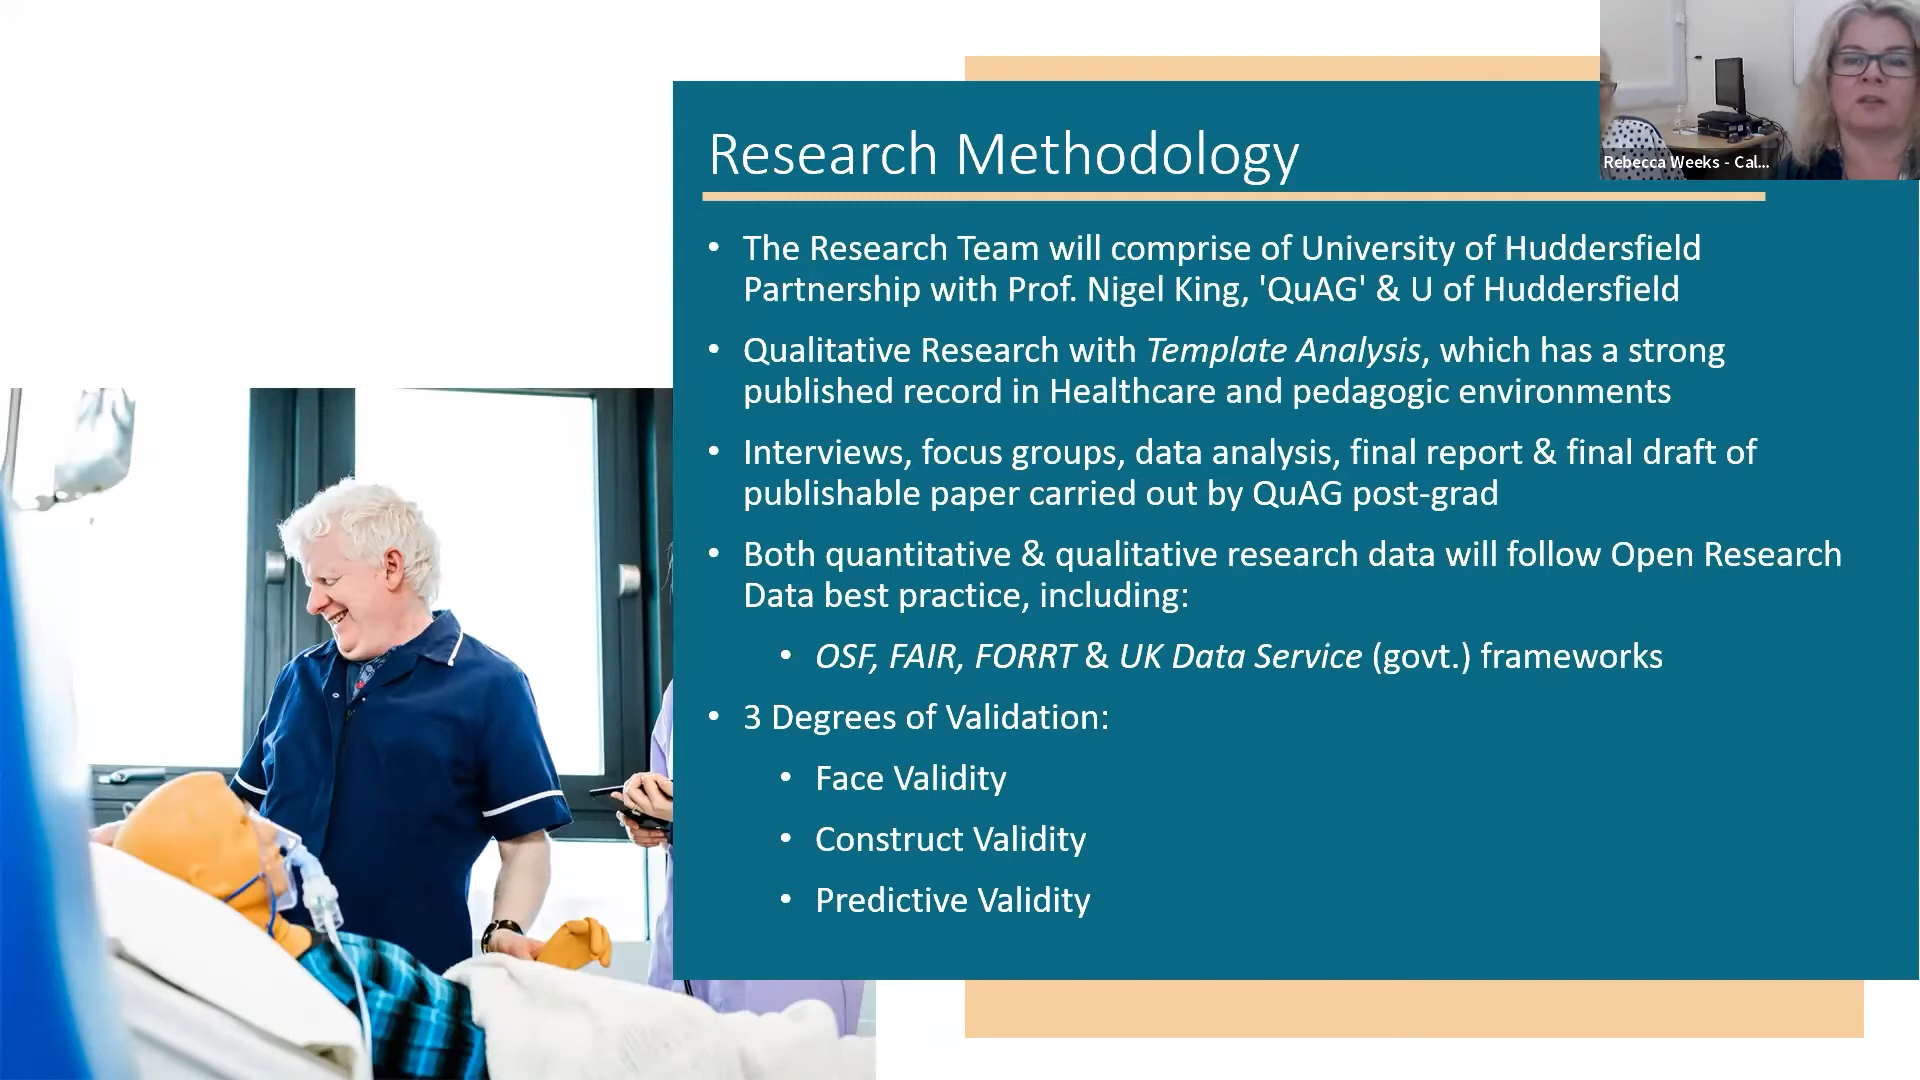 Research Methodology
Rebecca Weeks - Cal...
• The Research Team will comprise of University of Huddersfield
Partnership with Prof. Nigel King, 'QuAG' & U of Huddersfield
• Qualitative Research with Template Analysis, which has a strong
published record in Healthcare and pedagogic environments
• Interviews, focus groups, data analysis, final report & final draft of
publishable paper carried out by QuAG post-grad
• Both quantitative & qualitative research data will follow Open Research
Data best practice, including:
• OSF, FAIR, FORRT & UK Data Service (govt.) frameworks
• 3 Degrees of Validation:
• Face Validity
• Construct Validity
• Predictive Validity